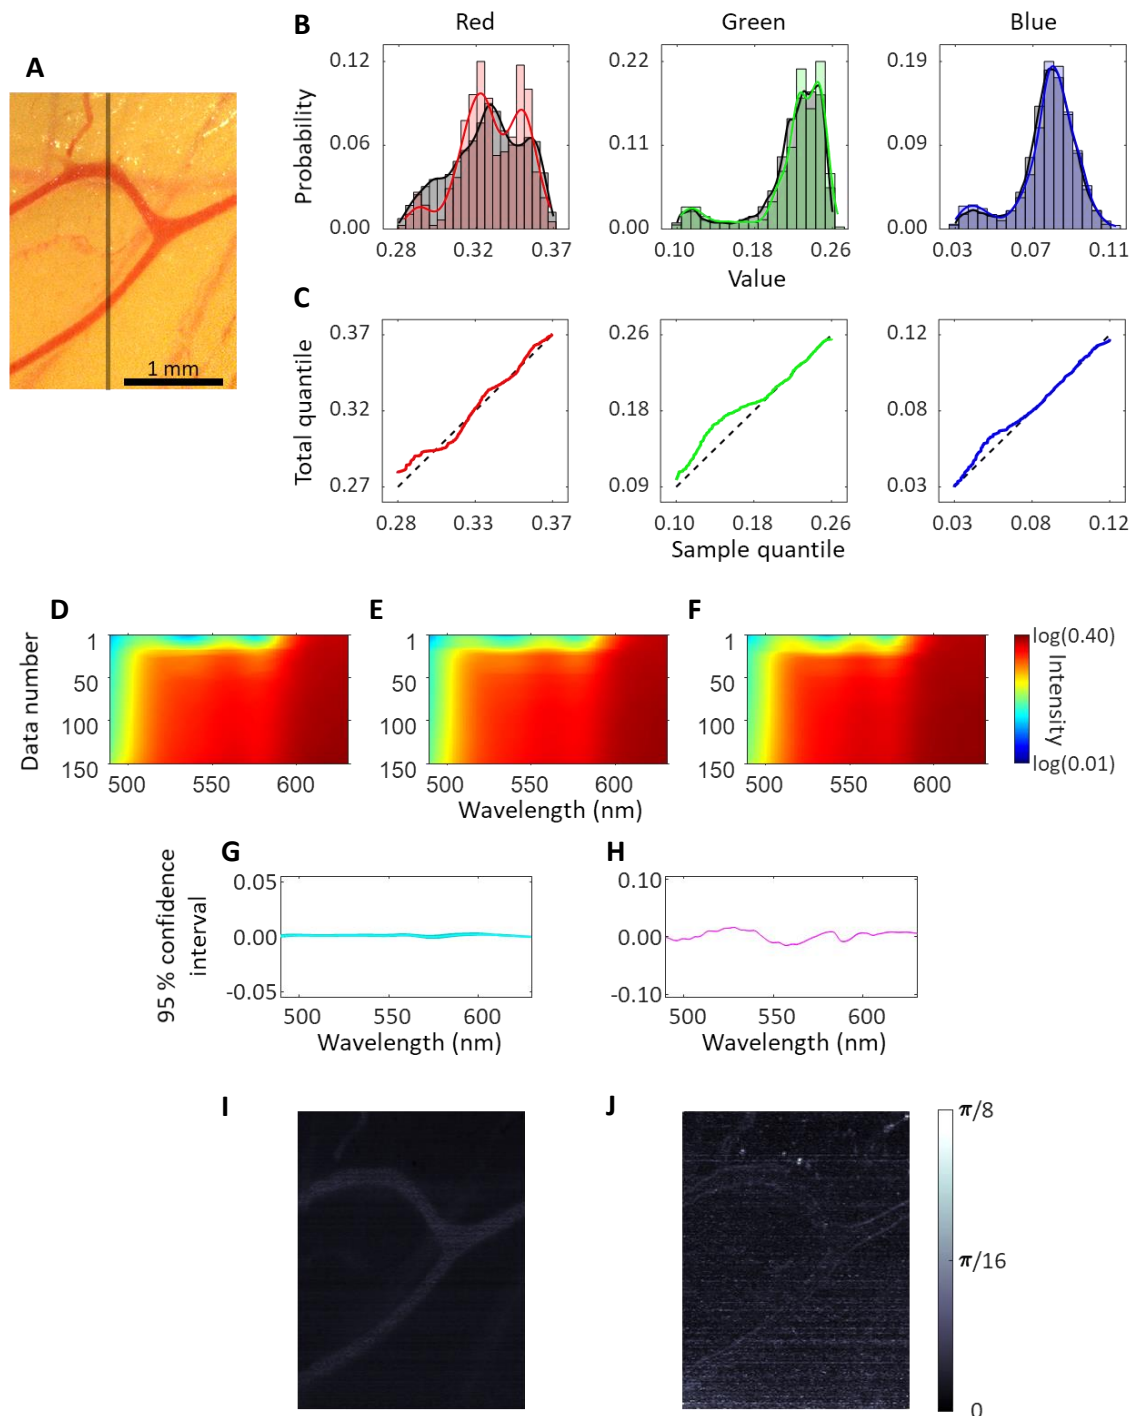 B
Red
Green
Blue
A
1 mm
Probability
0.12
0.06
0.00
0.28
0.32
0.37
0.22
0.11
0.00
0.10
0.18
0.26
0.19
0.09
0.00
0.03
0.07
0.11
Value
C
Total quantile
0.37
0.32
0.27
0.28
0.33
0.37
0.26
0.18
0.09
0.10
0.18
0.26
0.12
0.08
0.03
0.03
0.08
0.12
Sample quantile
D
E
F
Data number
1
50
100
150
500
550
600
500
550
600
1
50
100
150
500
550
600
Wavelength (nm)
log(0.40)
Intensity
log(0.01)
G
H
95 % confidence
interval
0.05
0.00
-0.05
500
550
600
Wavelength (nm)
0.10
0.00
-0.10
500
550
600
Wavelength (nm)
I
J
π/8
π/16
0